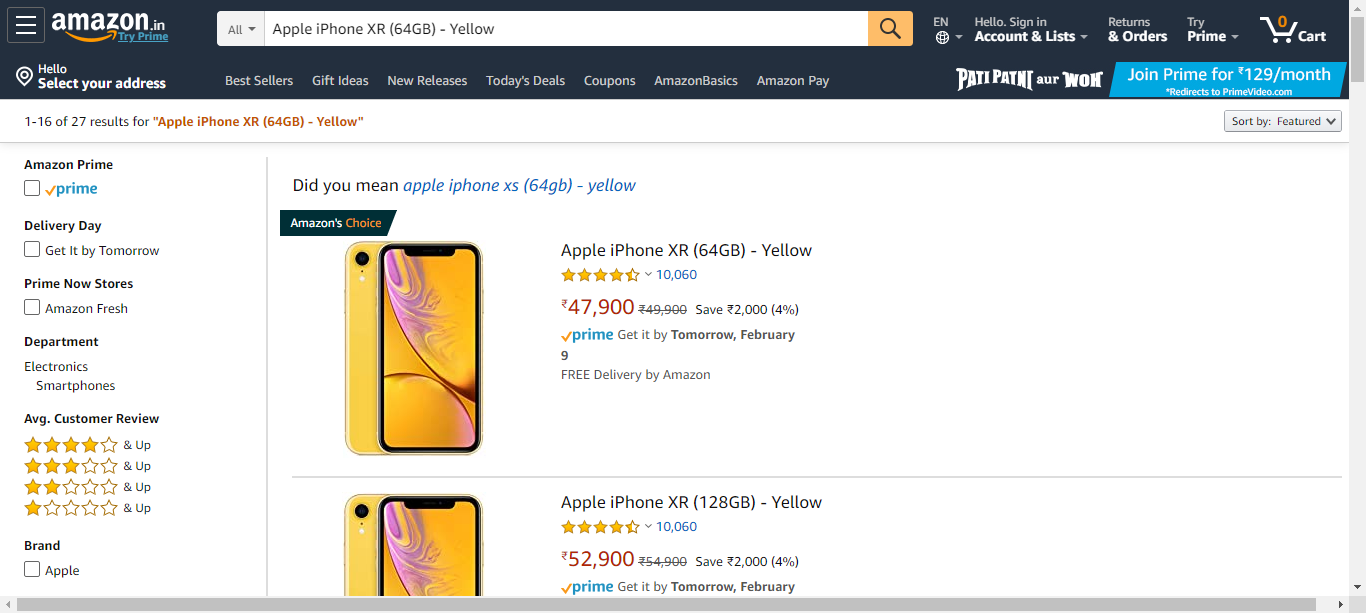 amazon.in
Try Prime
All
Apple iPhone XR (64GB) - Yellow
EN
Hello. Sign in
Account & Lists
Returns
& Orders
Try
Prime
0
Cart
Hello
Select your address
Best Sellers
Gift Ideas
New Releases
Today's Deals
Coupons
AmazonBasics
Amazon Pay
PATI PATNI AUR WOH
Join Prime for ₹129/month
*Redirects to PrimeVideo.com
1-16 of 27 results for "Apple iPhone XR (64GB) - Yellow"
Sort by: Featured
Amazon Prime
prime
Delivery Day
Get It by Tomorrow
Prime Now Stores
Amazon Fresh
Department
Electronics
Smartphones
Avg. Customer Review
& Up
& Up
& Up
& Up
Brand
Apple
Did you mean apple iphone xs (64gb) - yellow
Amazon's Choice
Apple iPhone XR (64GB) - Yellow
10,060
₹47,900 ₹49,900 Save ₹2,000 (4%)
prime Get it by Tomorrow, February
9
FREE Delivery by Amazon
Apple iPhone XR (128GB) - Yellow
10,060
₹52,900 ₹54,900 Save ₹2,000 (4%)
prime Get it by Tomorrow, February